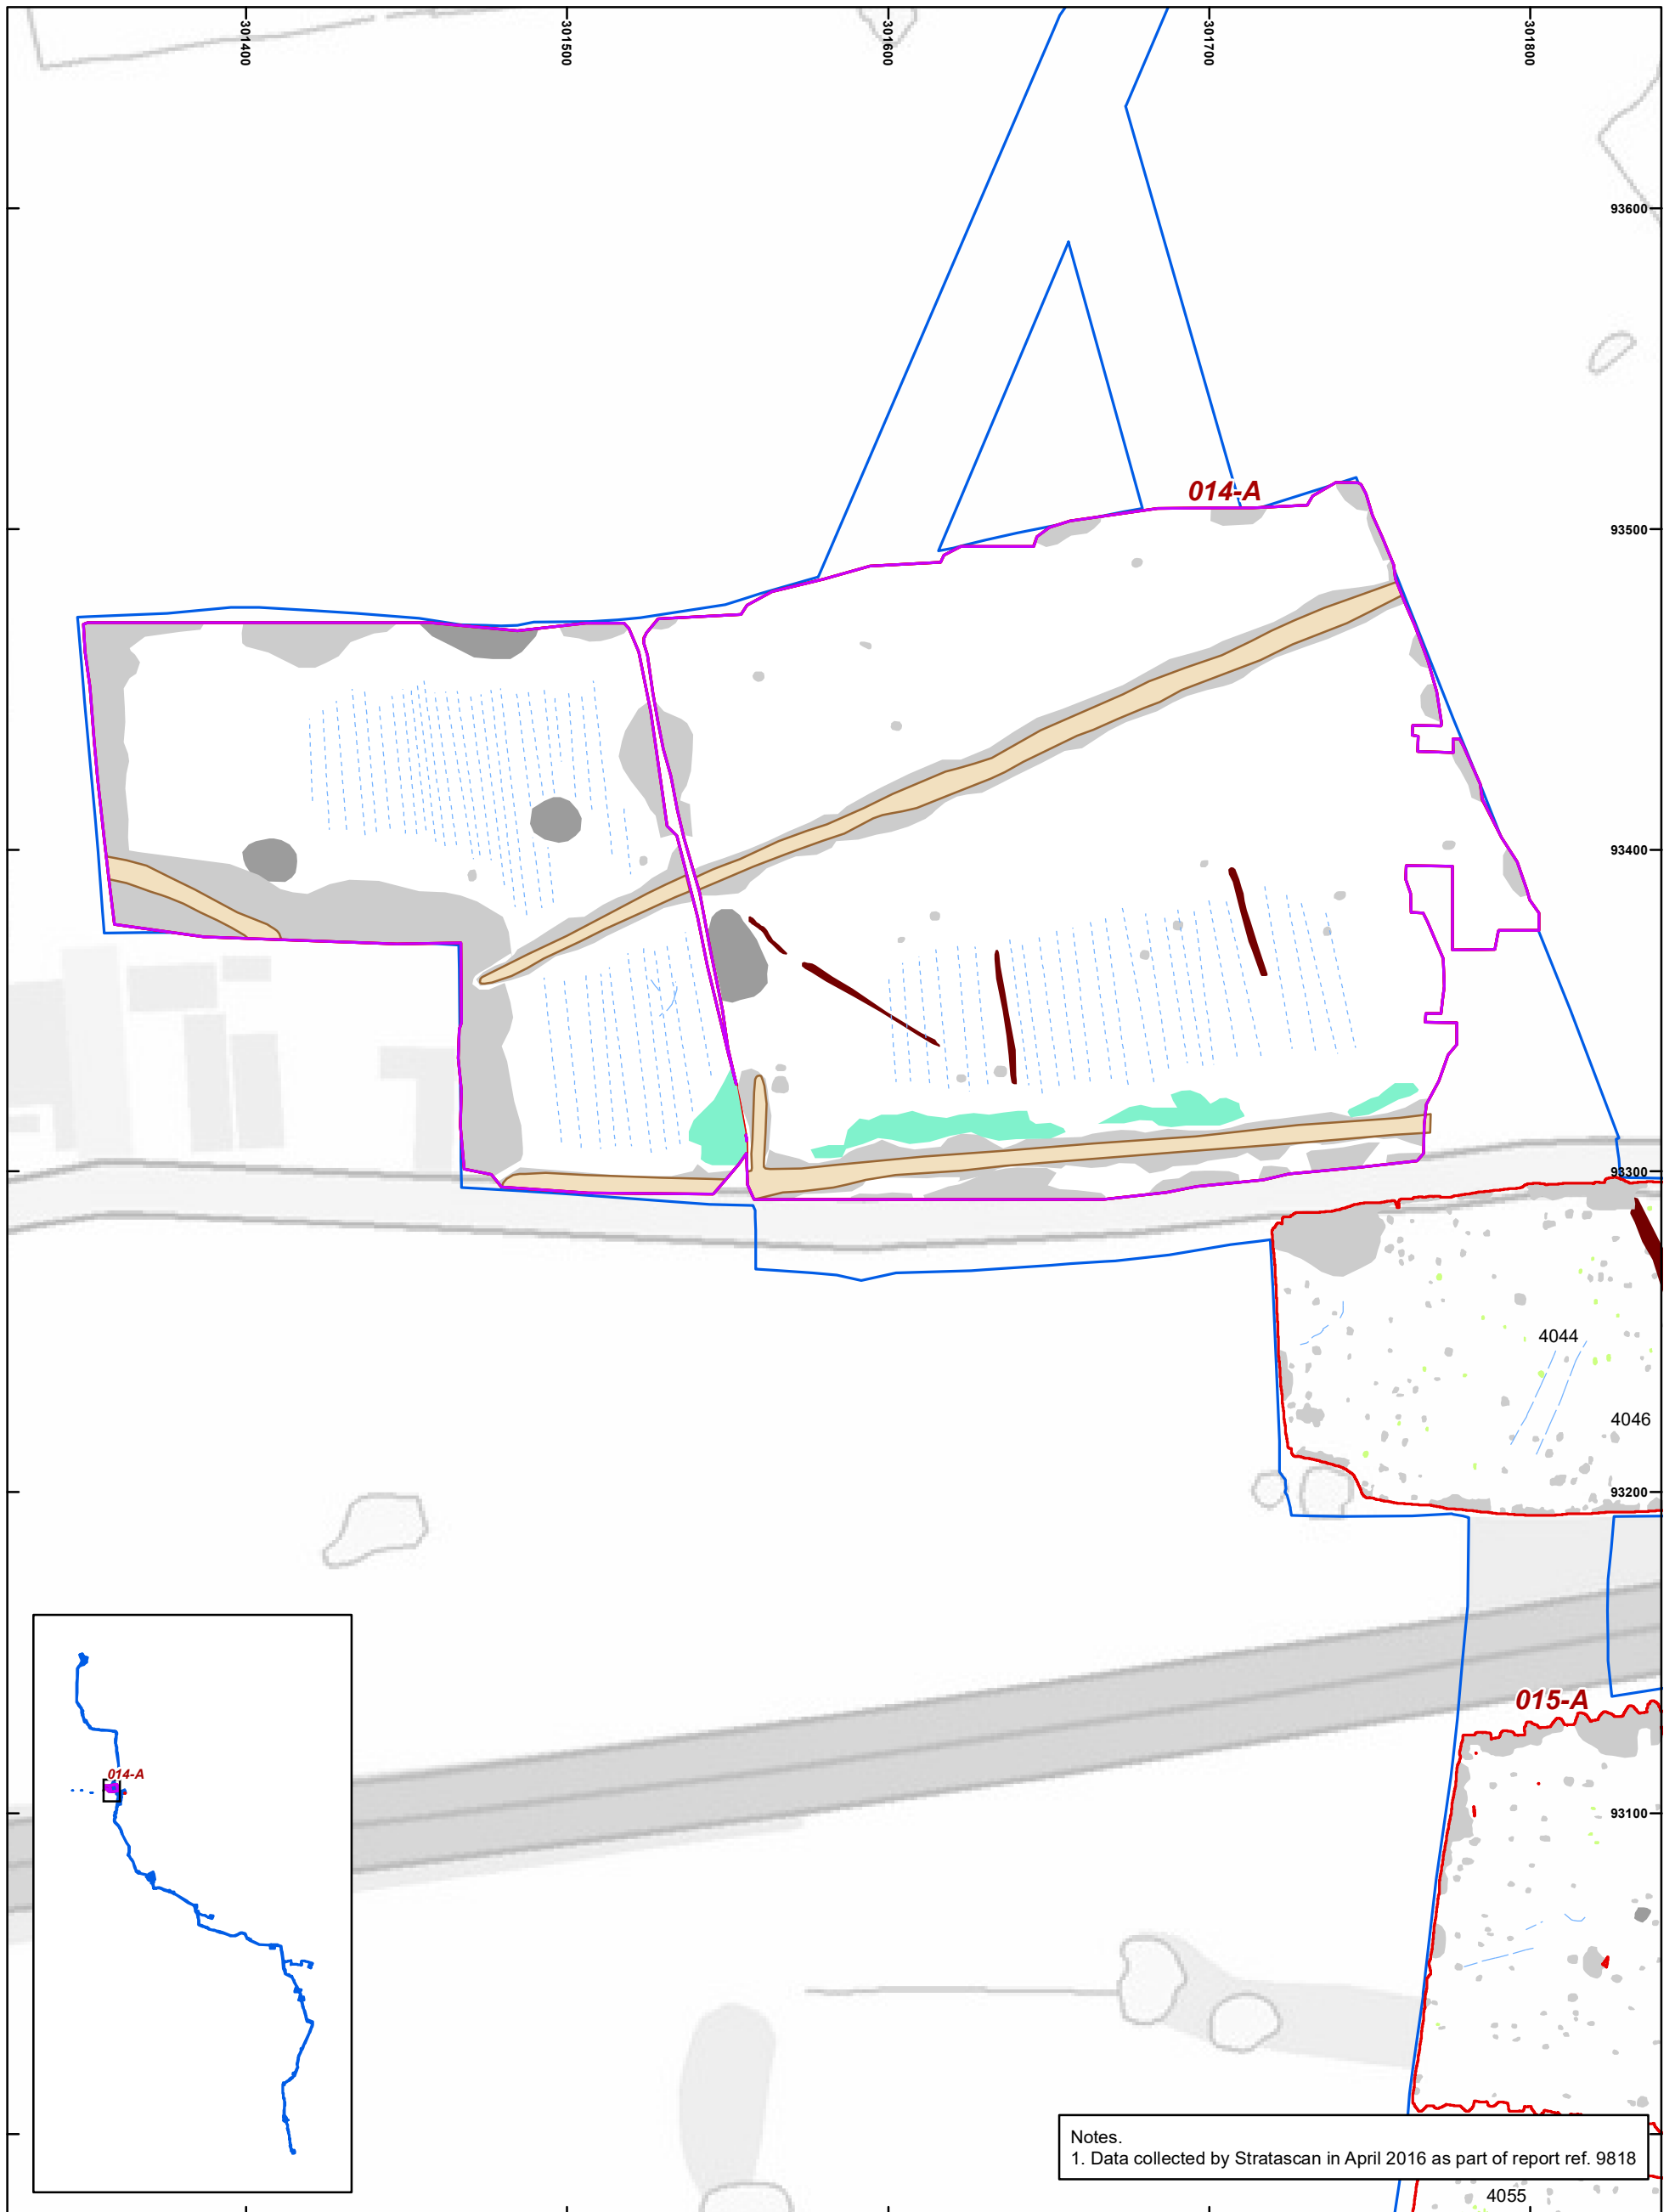 301400
301500
301600
301700
301800
93600
014-A
93500
93400
93300
4044
4046
93200
015-A
014-A
93100
Notes.
1. Data collected by Stratascan in April 2016 as part of report ref. 9818
4055